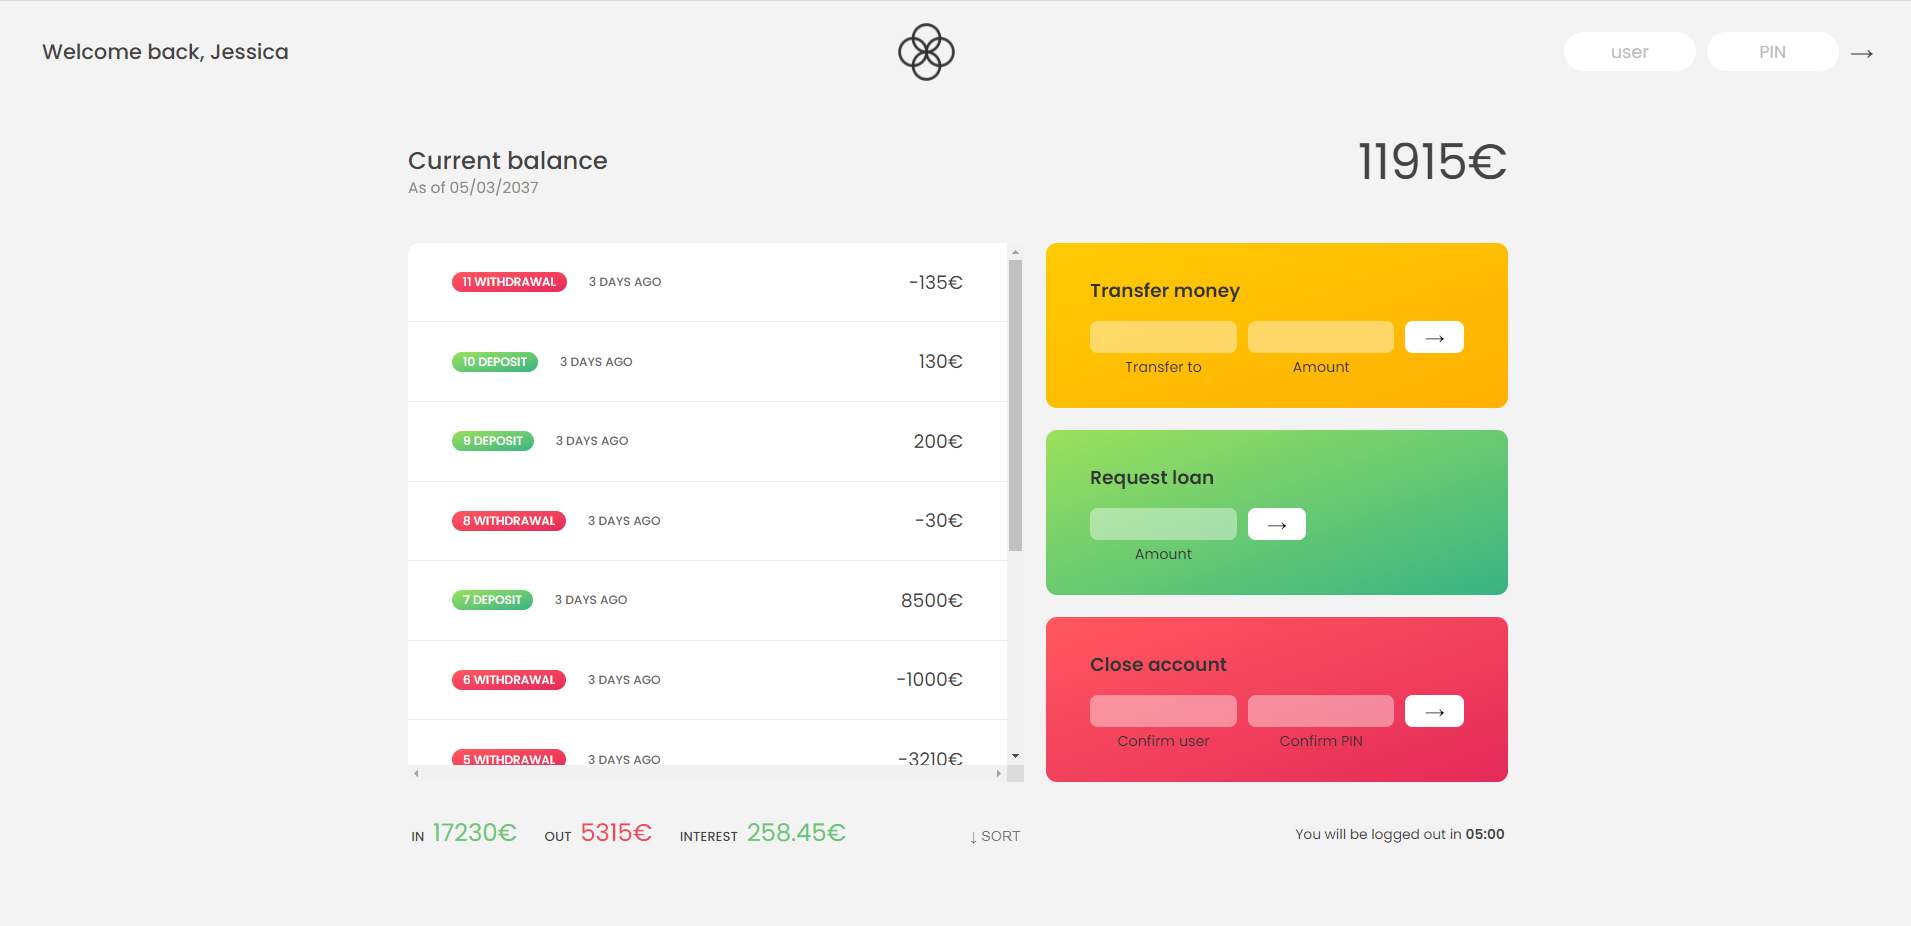 Welcome back, Jessica
user
PIN
→
Current balance
As of 05/03/2037
11915€
11 WITHDRAWAL 3 DAYS AGO -135€
10 DEPOSIT 3 DAYS AGO 130€
9 DEPOSIT 3 DAYS AGO 200€
8 WITHDRAWAL 3 DAYS AGO -30€
7 DEPOSIT 3 DAYS AGO 8500€
6 WITHDRAWAL 3 DAYS AGO -1000€
5 WITHDRAWAL 3 DAYS AGO -3210€
Transfer money
→
Transfer to Amount
Request loan
→
Amount
Close account
→
Confirm user Confirm PIN
IN 17230€ OUT 5315€ INTEREST 258.45€ ↓ SORT
You will be logged out in 05:00